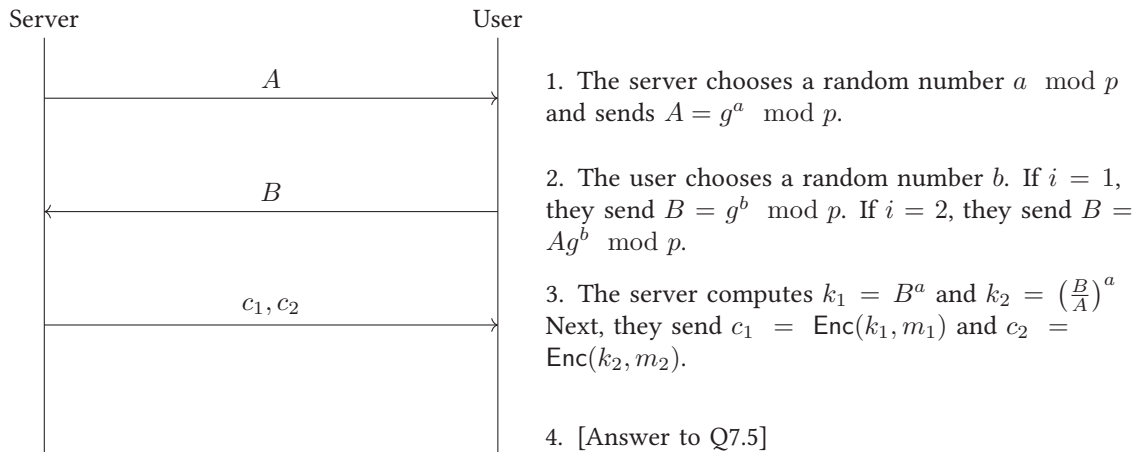 Server
User
A
1. The server chooses a random number a mod p
and sends A = g^a mod p.
B
2. The user chooses a random number b. If i = 1,
they send B = g^b mod p. If i = 2, they send B =
Ag^b mod p.
c_1, c_2
3. The server computes k_1 = B^a and k_2 = (B/A)^a
Next, they send c_1 = Enc(k_1, m_1) and c_2 =
Enc(k_2, m_2).
4. [Answer to Q7.5]